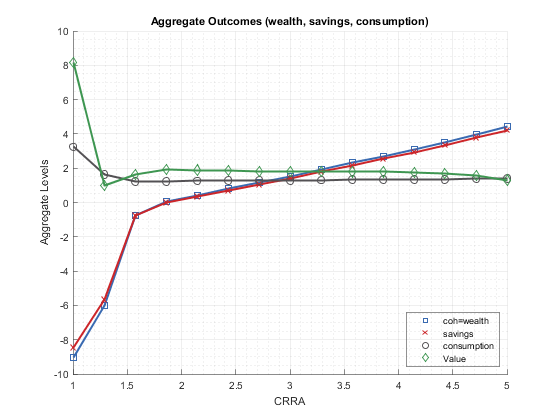 Aggregate Outcomes (wealth, savings, consumption)
10
8
6
4
2
0
-2
-4
-6
-8
-10
Aggregate Levels
1
1.5
2
2.5
3
3.5
4
4.5
5
CRRA
coh=wealth
savings
consumption
Value